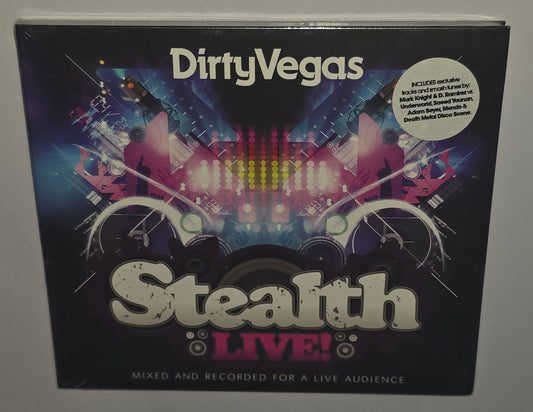 DirtyVegas
INCLUDES exclusive
tracks and smash tunes by:
Mark Knight & D. Ramirez vs.
Underworld, Saeed Younan,
Adam Beyer, Mendo &
Death Metal Disco Scene.
Stealth
LIVE!
MIXED AND RECORDED FOR A LIVE AUDIENCE